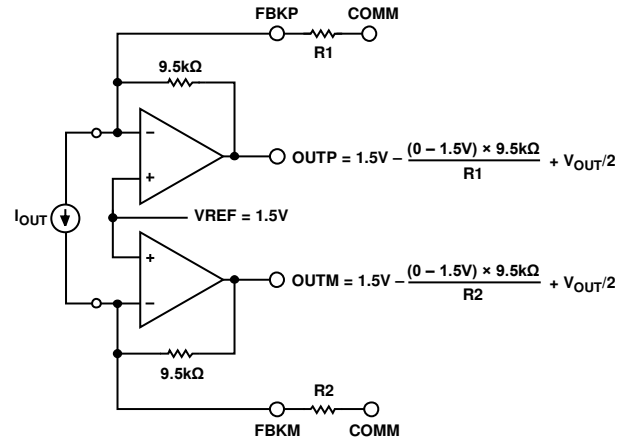 FBKP COMM
R1
9.5kΩ
−
OUTP = 1.5V – (0 – 1.5V) × 9.5kΩ / R1 + VOUT/2
+
IOUT
VREF = 1.5V
+
OUTM = 1.5V – (0 – 1.5V) × 9.5kΩ / R2 + VOUT/2
−
9.5kΩ
R2
FBKM COMM